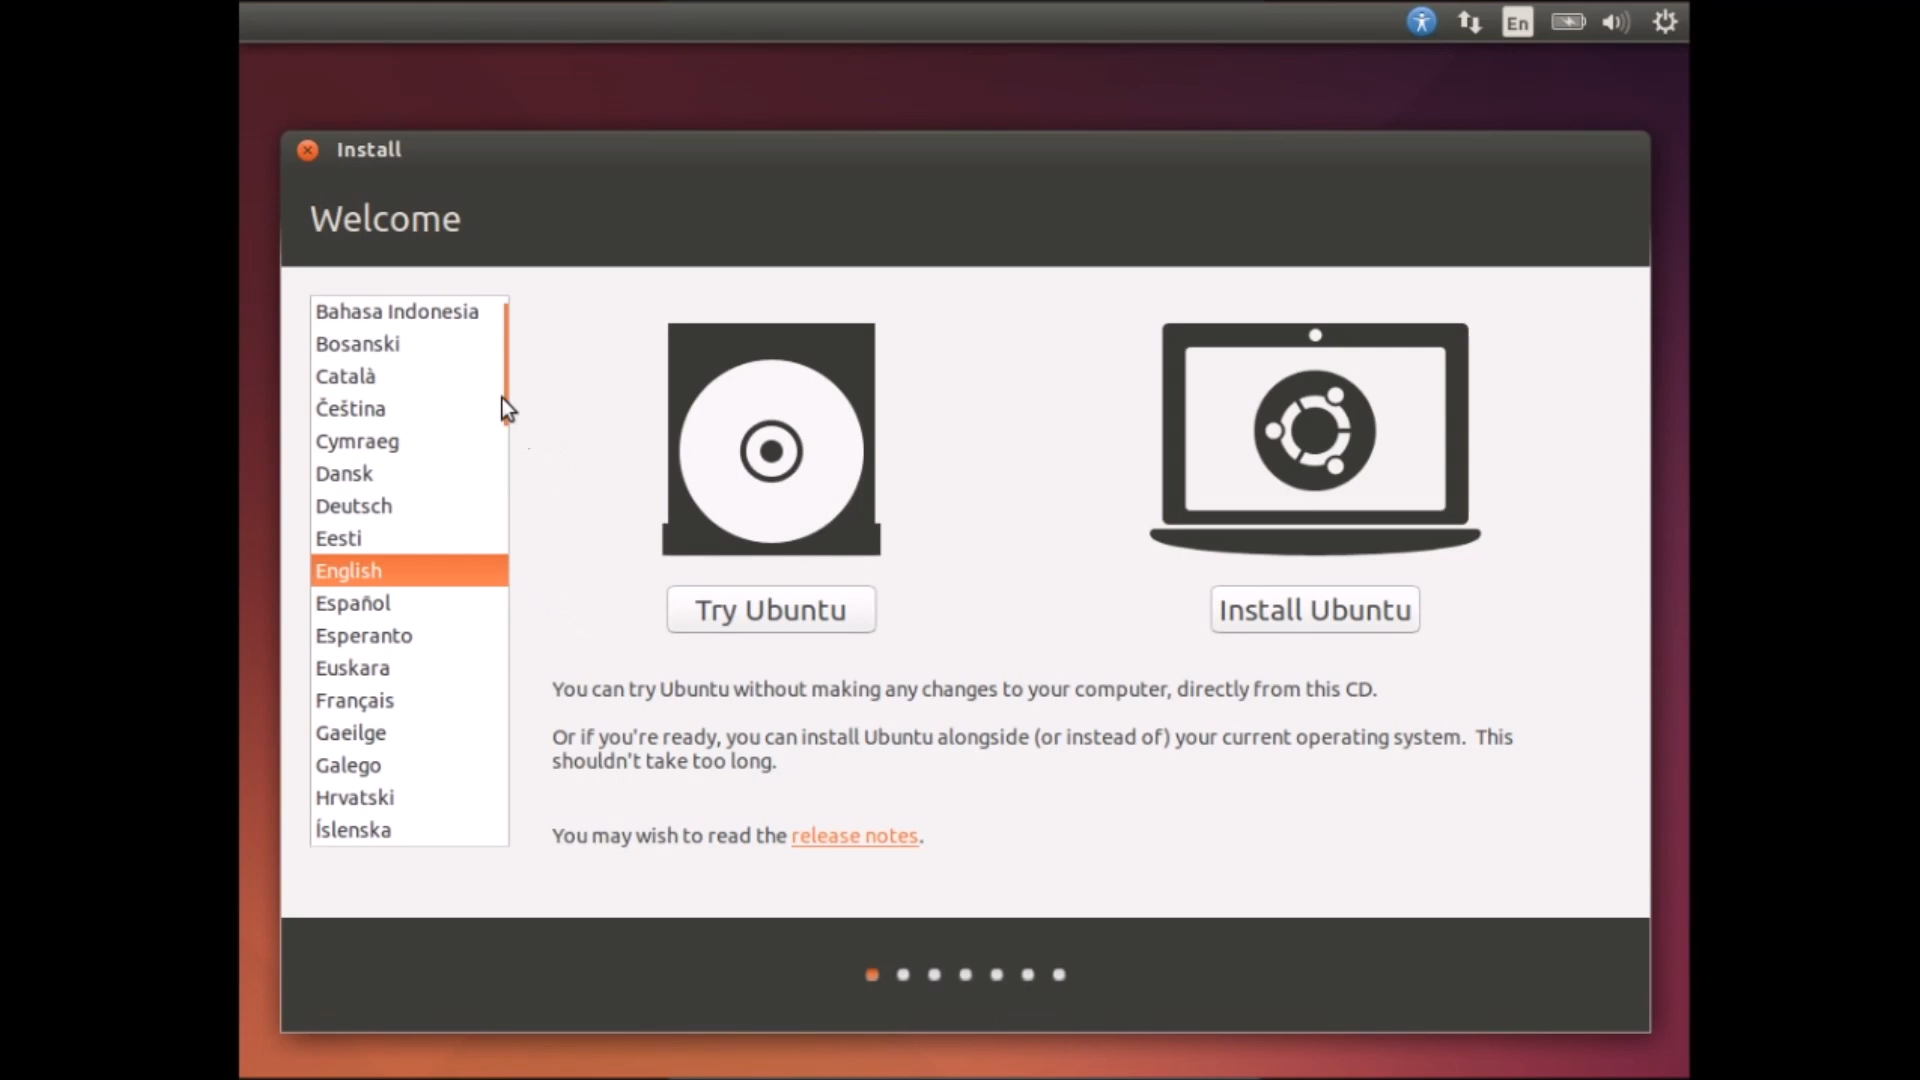 En
Install
Welcome
Bahasa Indonesia
Bosanski
Català
Čeština
Cymraeg
Dansk
Deutsch
Eesti
English
Español
Esperanto
Euskara
Français
Gaeilge
Galego
Hrvatski
Íslenska
Try Ubuntu
Install Ubuntu
You can try Ubuntu without making any changes to your computer, directly from this CD.
Or if you're ready, you can install Ubuntu alongside (or instead of) your current operating system. This
shouldn't take too long.
You may wish to read the release notes.